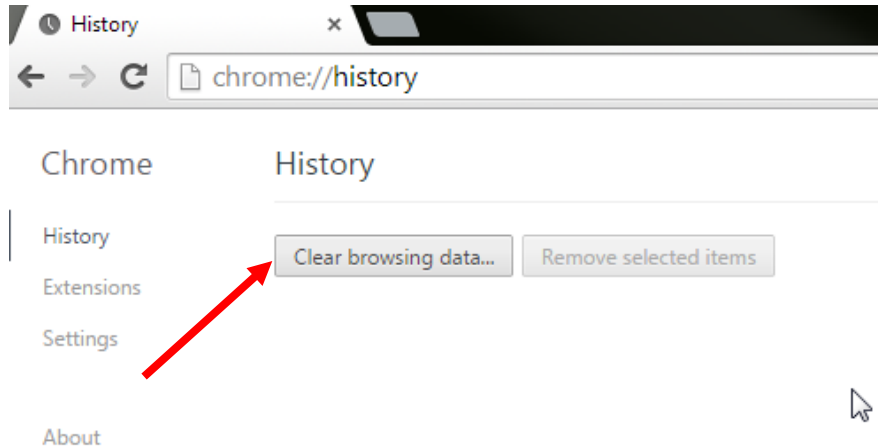 History
chrome://history
Chrome
History
History
Clear browsing data...
Remove selected items
Extensions
Settings
About